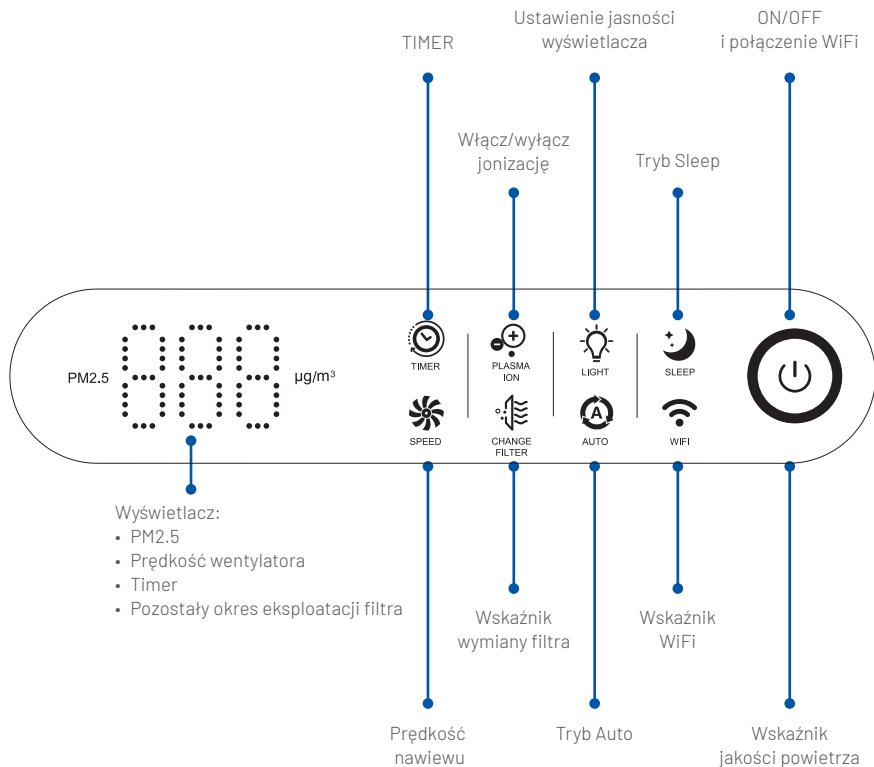 Ustawienie jasności
wyświetlacza
ON/OFF
i połączenie WiFi
TIMER
Włącz/wyłącz
jonizację
Tryb Sleep
PM2.5
888
µg/m³
TIMER
PLASMA
ION
LIGHT
SLEEP
SPEED
CHANGE
FILTER
A
AUTO
WIFI
Wyświetlacz:
• PM2.5
• Prędkość wentylatora
• Timer
• Pozostały okres eksploatacji filtra
Wskaźnik
wymiany filtra
Wskaźnik
WiFi
Prędkość
nawiewu
Tryb Auto
Wskaźnik
jakości powietrza